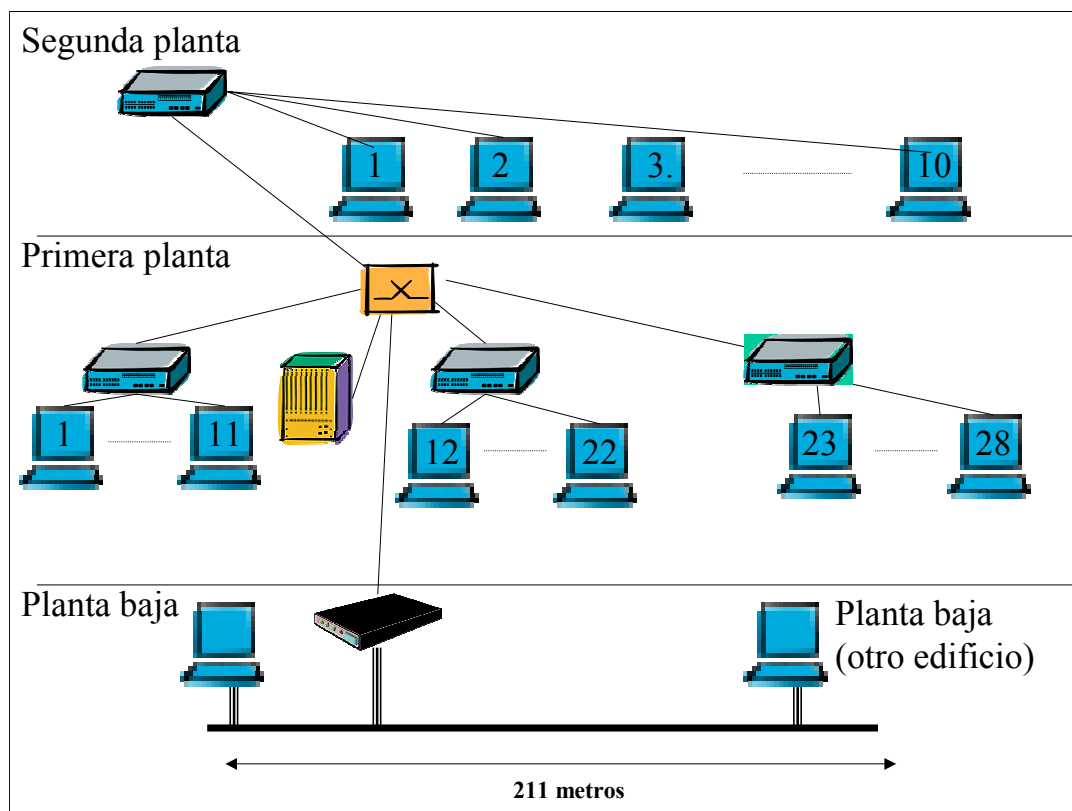 Segunda planta
1 2 3. 10
Primera planta
1 11
12 22
23 28
Planta baja
Planta baja
(otro edificio)
211 metros